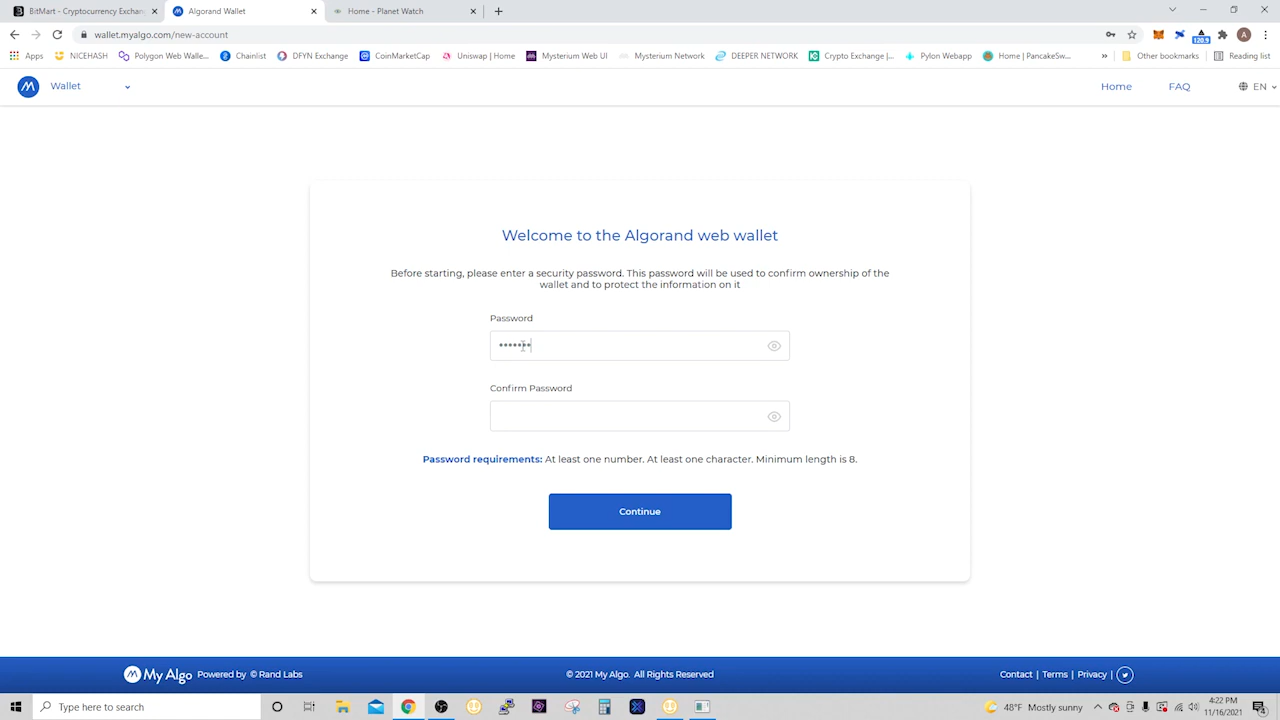 BitMart - Cryptocurrency Exchan
Algorand Wallet
Home - Planet Watch
wallet.myalgo.com/new-account
120.9
A
Apps
NICEHASH
Polygon Web Walle...
Chainlist
DFYN Exchange
CoinMarketCap
Uniswap | Home
Mysterium Web UI
Mysterium Network
DEEPER NETWORK
Crypto Exchange |...
Pylon Webapp
Home | PancakeSw...
»
Other bookmarks
Reading list
Wallet
Home
FAQ
EN
Welcome to the Algorand web wallet
Before starting, please enter a security password. This password will be used to confirm ownership of the
wallet and to protect the information on it
Password
•••••••
Confirm Password
Password requirements: At least one number. At least one character. Minimum length is 8.
Continue
My Algo Powered by © Rand Labs
© 2021 My Algo. All Rights Reserved
Contact | Terms | Privacy |
Type here to search
48°F Mostly sunny
4:22 PM
11/16/2021